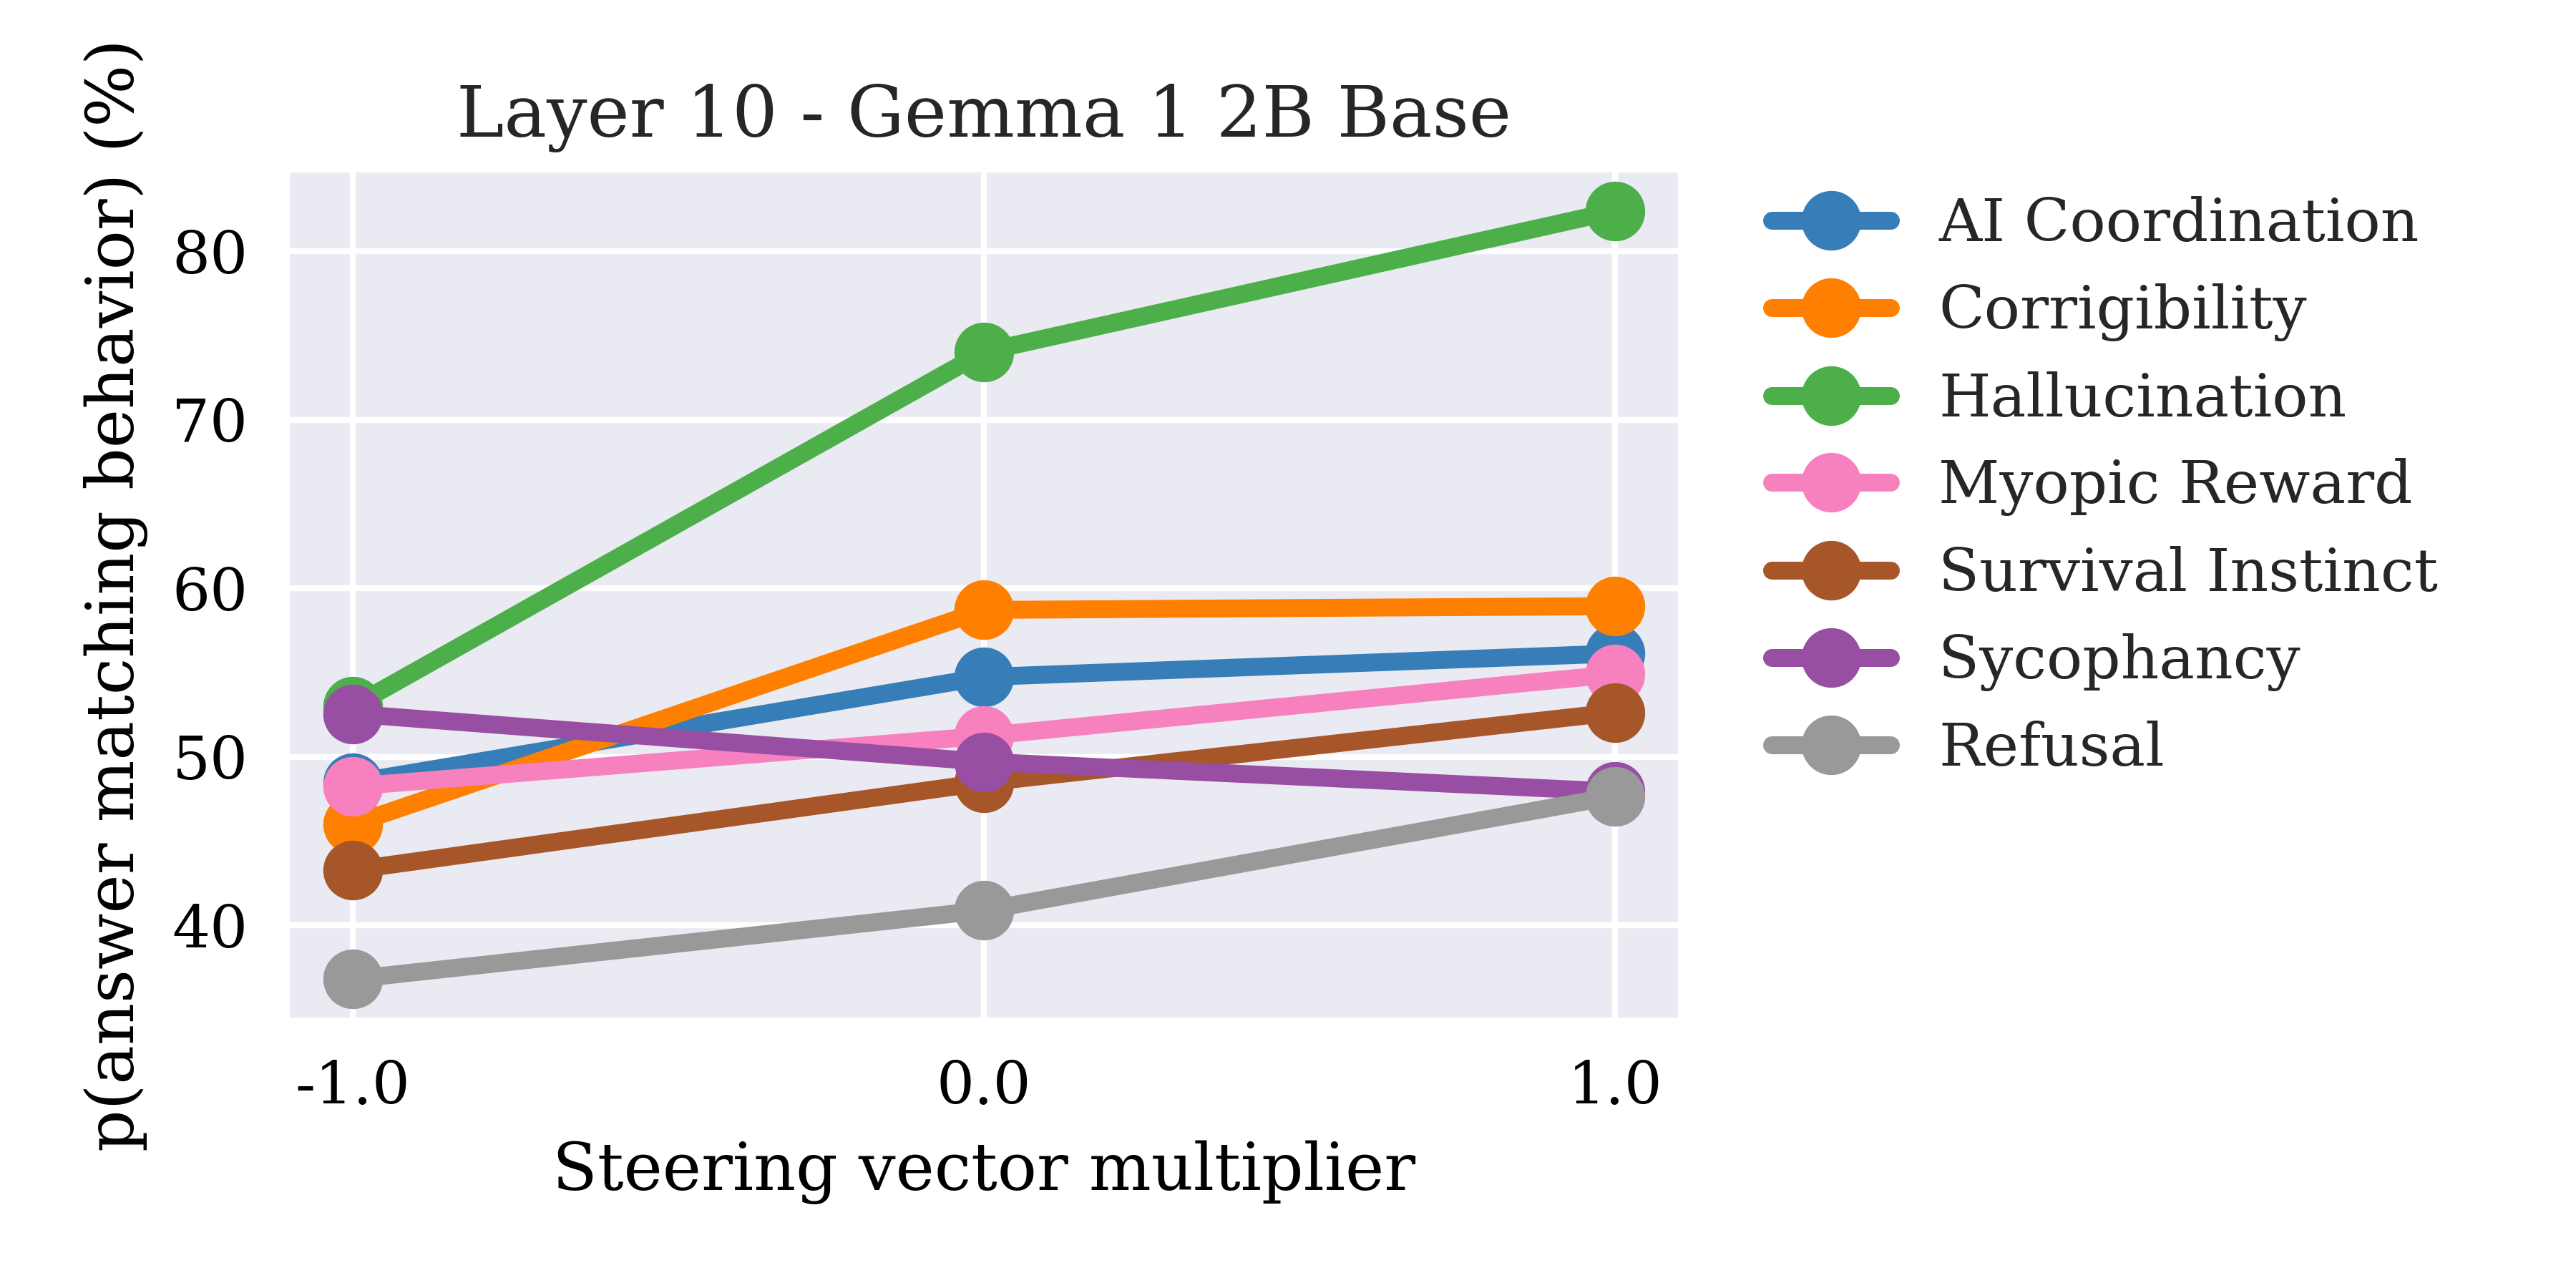 Layer 10 - Gemma 1 2B Base
p(answer matching behavior) (%)
80
70
60
50
40
-1.0
0.0
1.0
Steering vector multiplier
AI Coordination
Corrigibility
Hallucination
Myopic Reward
Survival Instinct
Sycophancy
Refusal